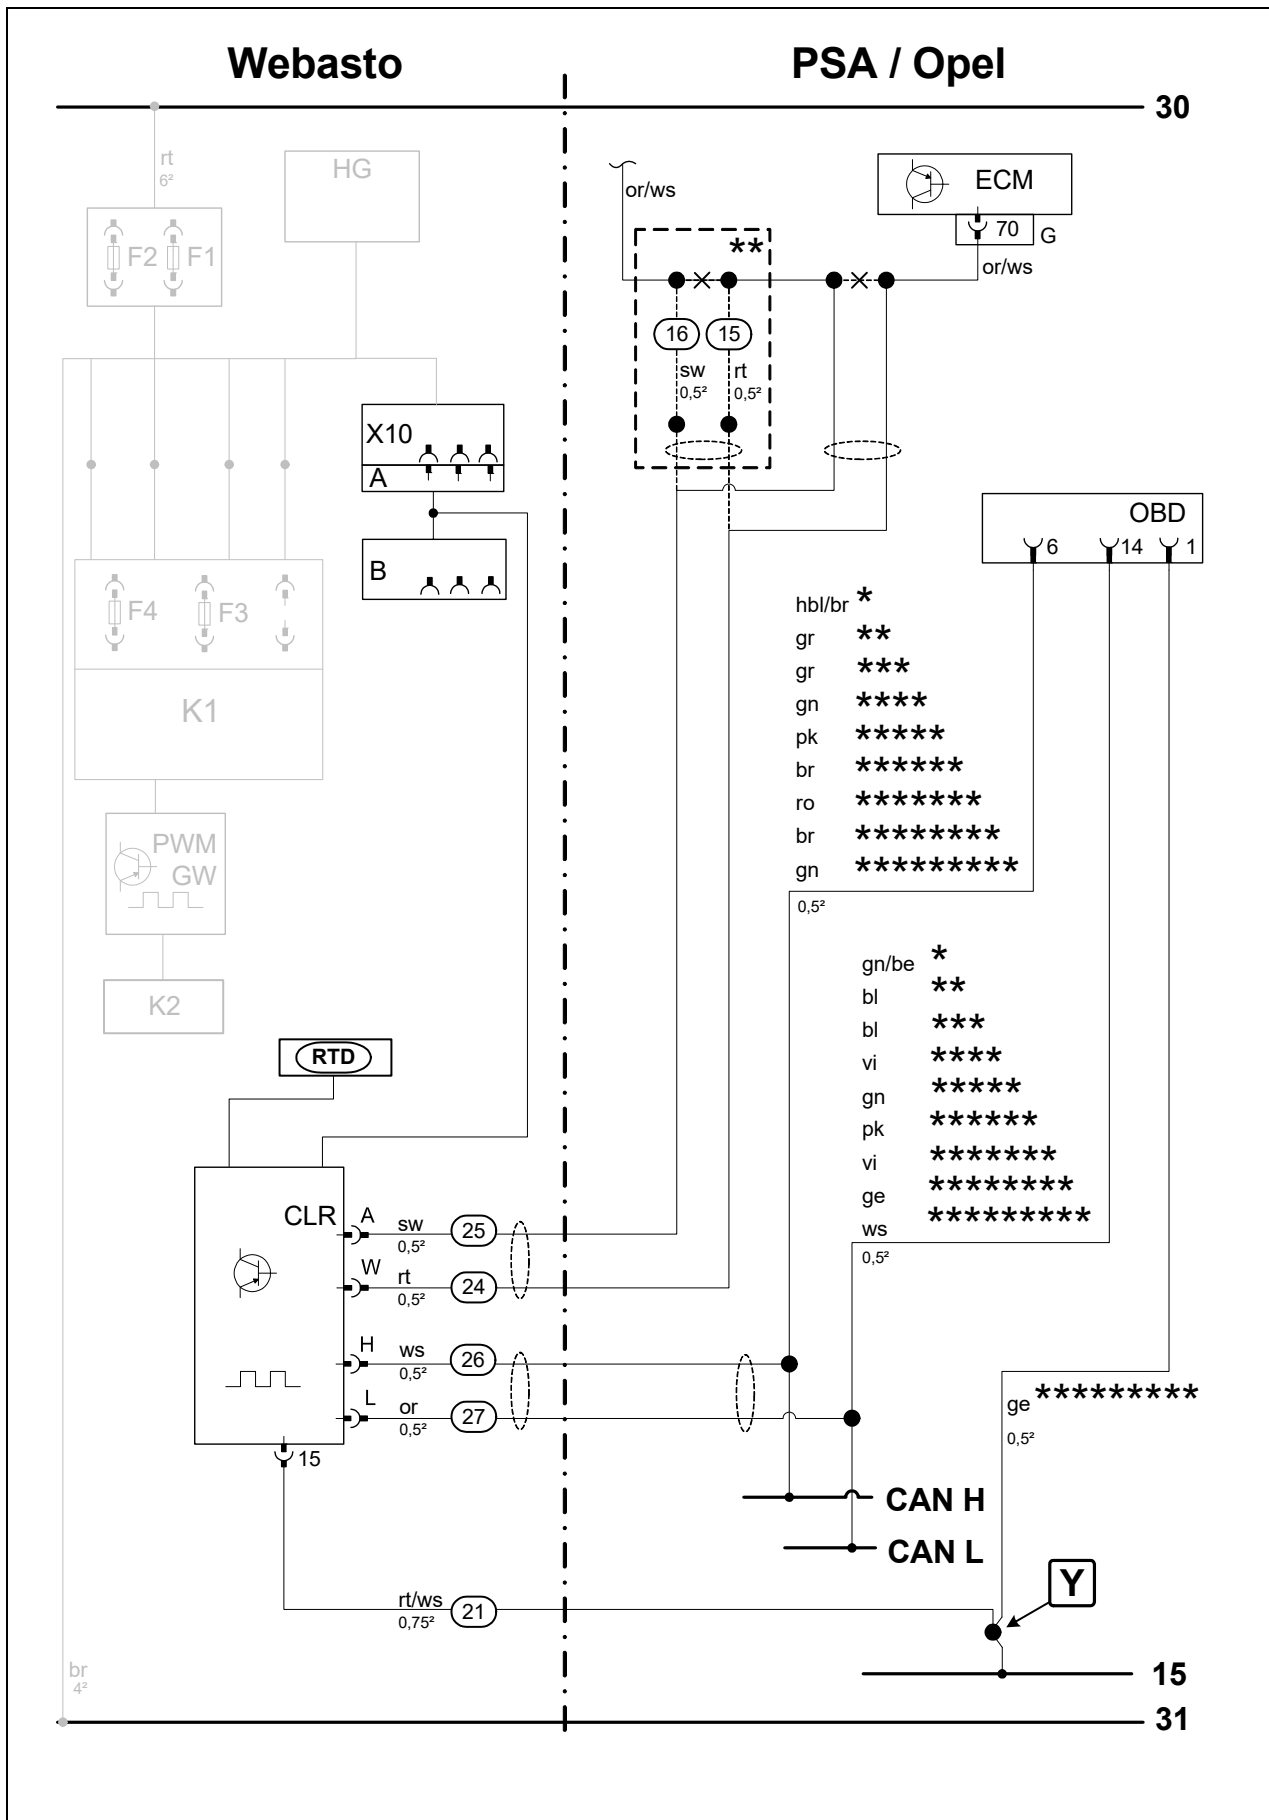 Webasto
PSA / Opel
30
rt
6²
HG
F2
F1
or/ws
ECM
70
G
or/ws
**
16
15
sw
0,5²
rt
0,5²
X10
A
B
OBD
6
14
1
F4
F3
K1
hbl/br *
gr **
gr ***
gn ****
pk *****
br ******
ro *******
br ********
gn *********
0,5²
PWM
GW
K2
gn/be *
bl **
bl ***
vi ****
gn *****
pk ******
vi *******
ge ********
ws *********
0,5²
RTD
CLR
A
sw
0,5²
25
W
rt
0,5²
24
H
ws
0,5²
26
L
or
0,5²
27
15
ge *********
0,5²
CAN H
CAN L
Y
rt/ws
0,75²
21
br
4²
15
31